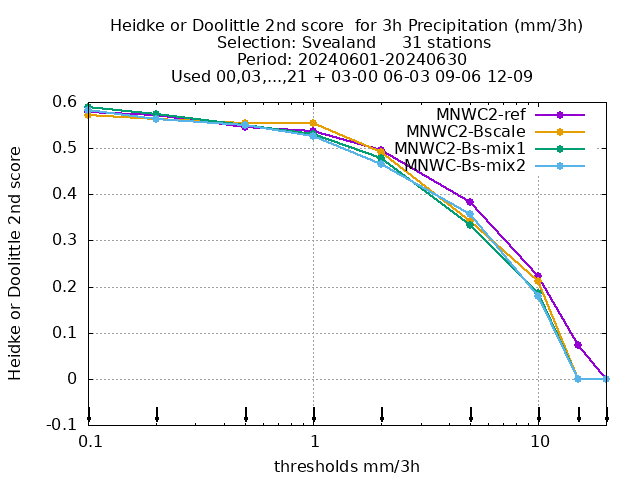 Heidke or Doolittle 2nd score  for 3h Precipitation (mm/3h)
Selection: Svealand     31 stations
Period: 20240601-20240630
Used 00,03,...,21 + 03-00 06-03 09-06 12-09
MNWC2-ref
MNWC2-Bscale
MNWC2-Bs-mix1
MNWC-Bs-mix2
Heidke or Doolittle 2nd score
0.6
0.5
0.4
0.3
0.2
0.1
0
-0.1
0.1 1 10
thresholds mm/3h